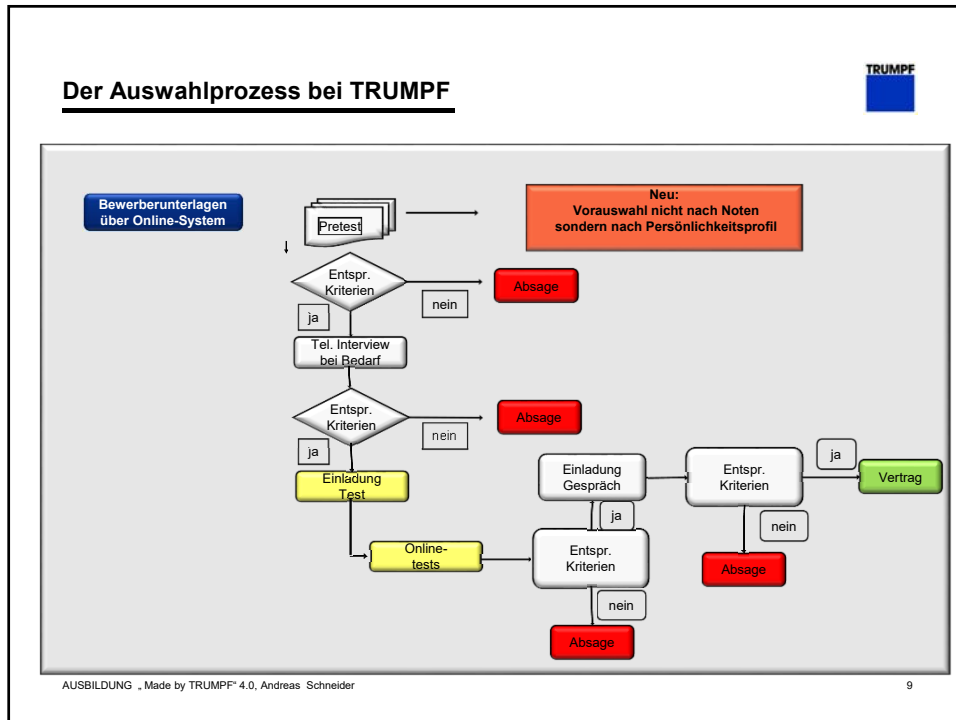 Der Auswahlprozess bei TRUMPF
TRUMPF
Bewerberunterlagen
über Online-System
Pretest
Neu:
Vorauswahl nicht nach Noten
sondern nach Persönlichkeitsprofil
Entspr.
Kriterien
nein
Absage
ja
Tel. Interview
bei Bedarf
Entspr.
Kriterien
nein
Absage
ja
Einladung
Test
Online-
tests
Entspr.
Kriterien
ja
Einladung
Gespräch
nein
Absage
Entspr.
Kriterien
ja
Vertrag
nein
Absage
AUSBILDUNG „ Made by TRUMPF“ 4.0, Andreas Schneider
9